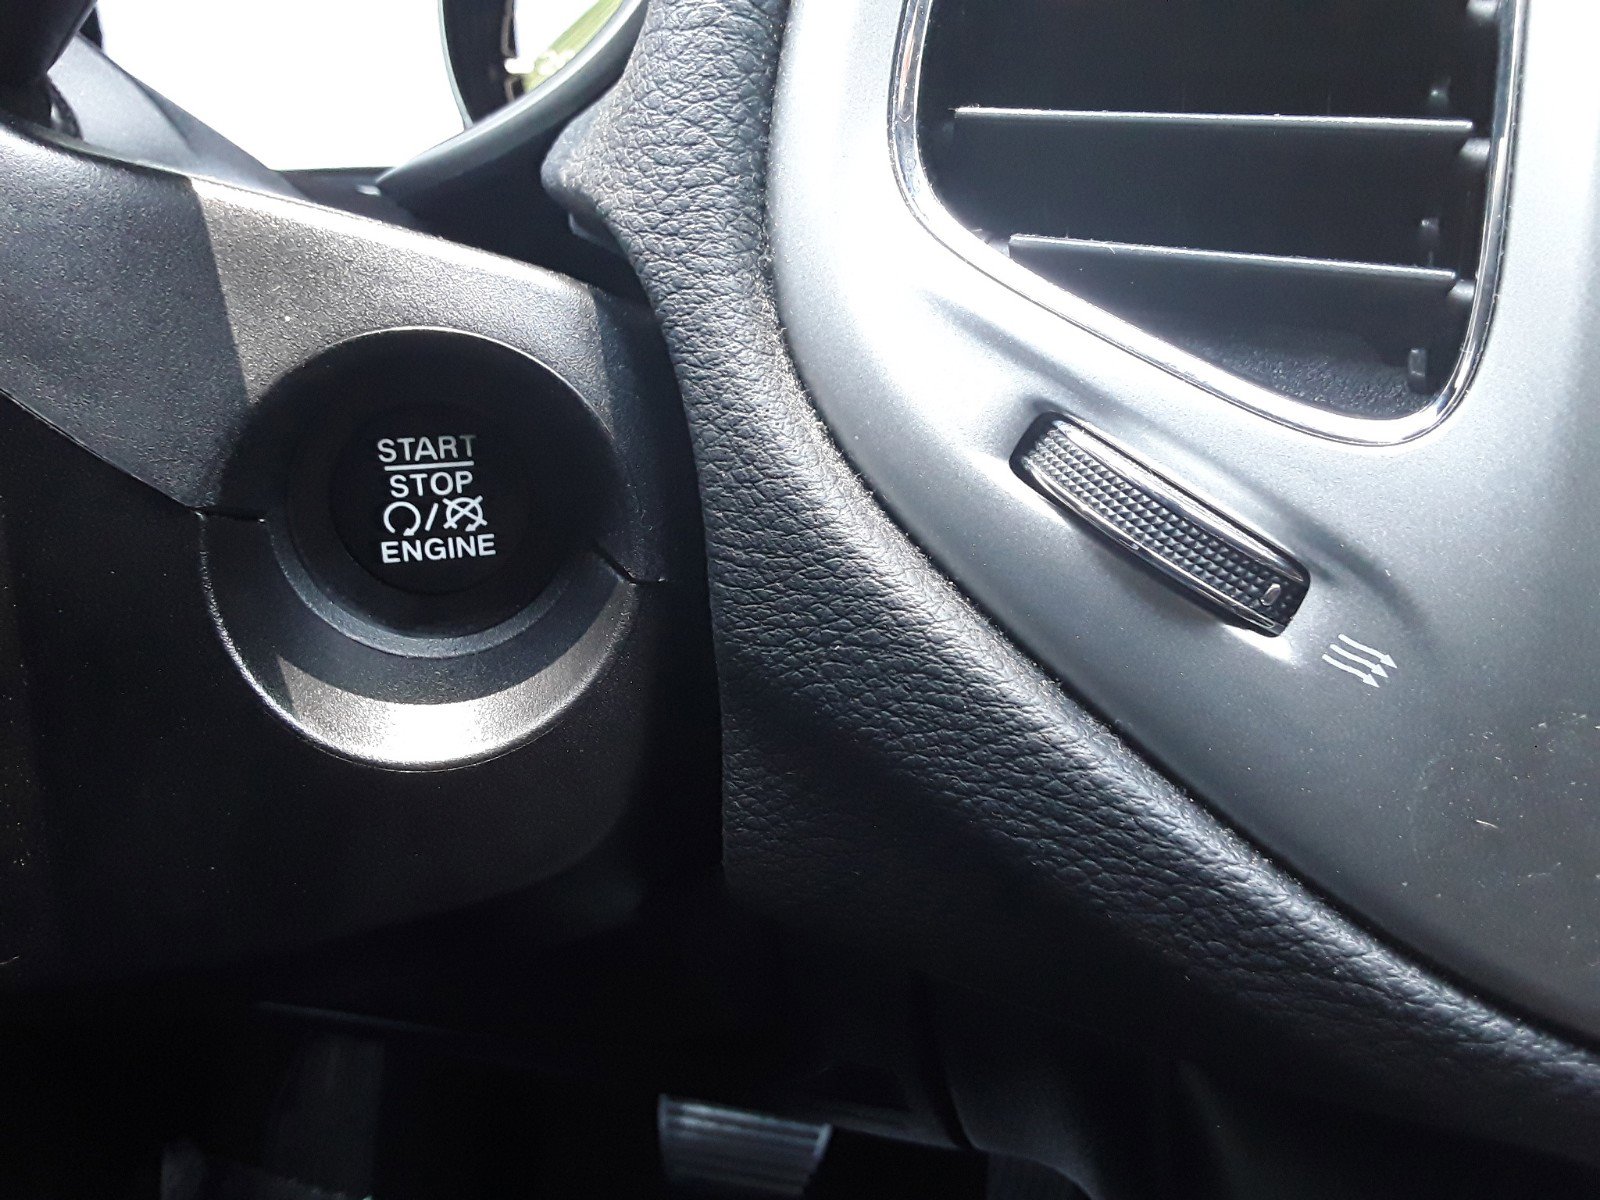 START
STOP
/
ENGINE